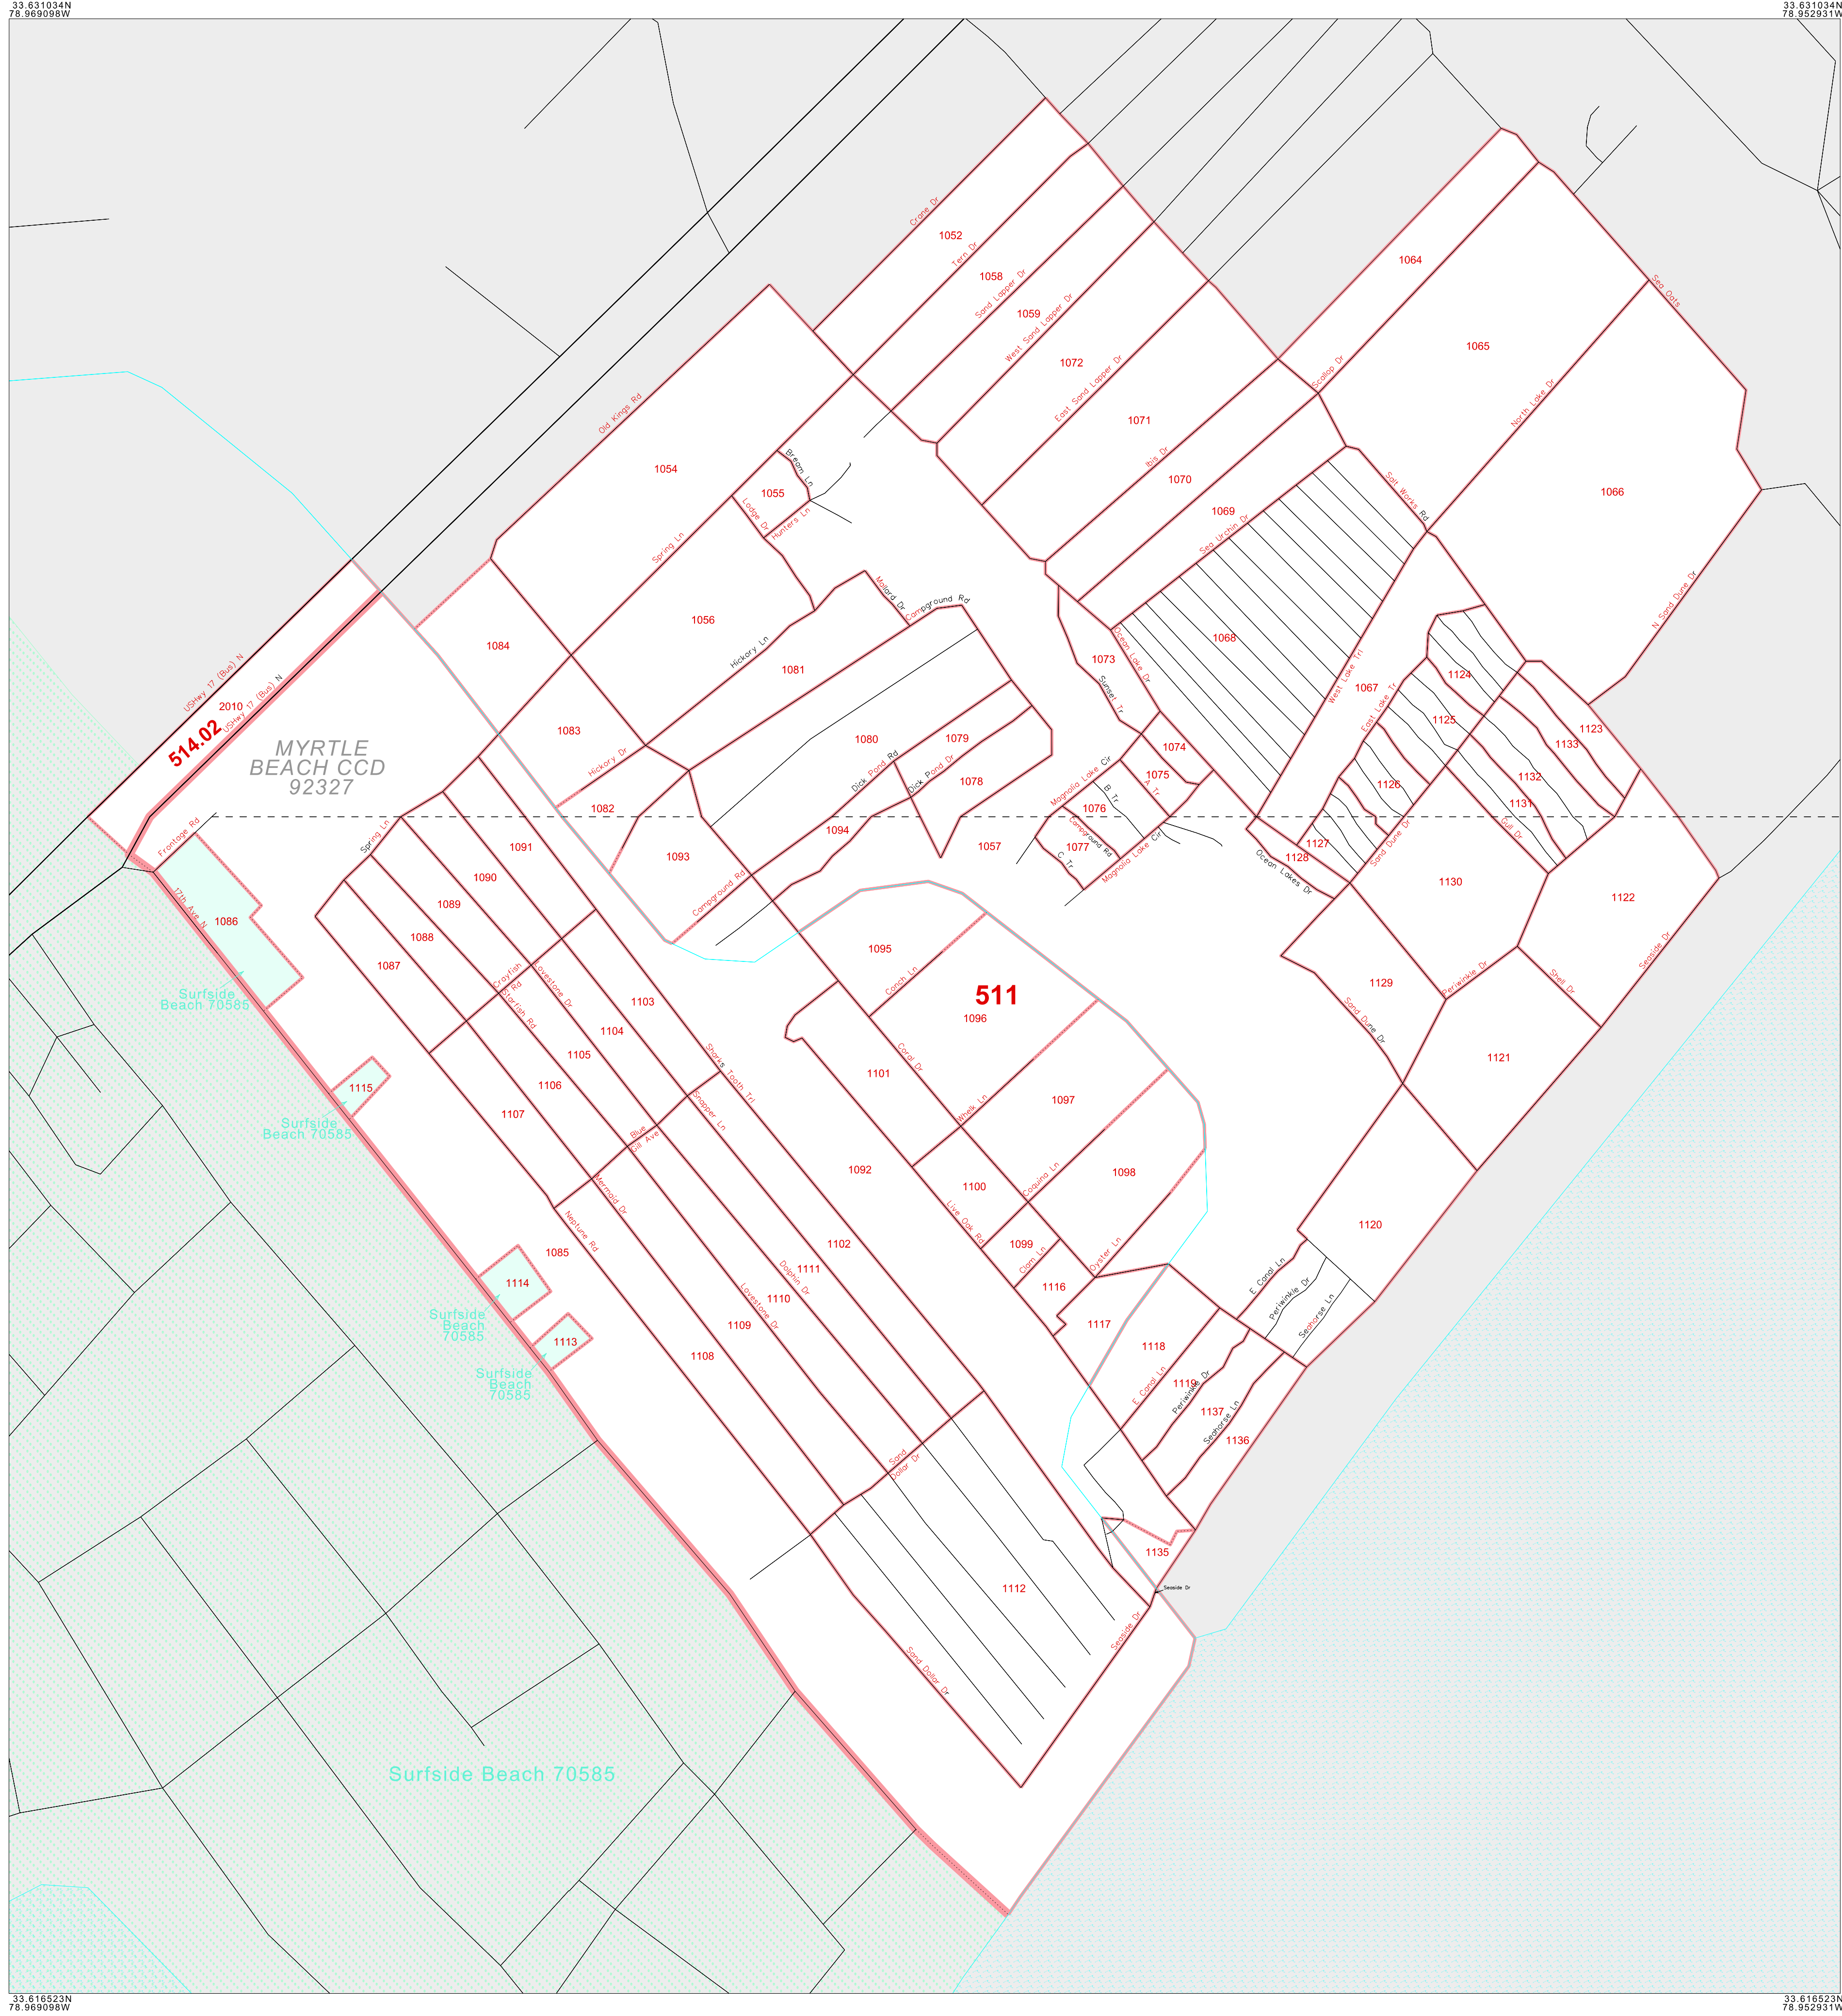 33.631034N
78.969098W
33.631034N
78.952931W
Crane Dr
1052
Tern Dr
1058
Sand Lapper Dr
1059
West Sand Lapper Dr
1072
East Sand Lapper Dr
1071
Ibis Dr
1070
1064
Scallop Dr
1065
Sea Oats
North Lake Dr
1066
N Sand Dune Dr
Salt Works Rd
Old Kings Rd
1054
Bream Ln
1055
Lodge Dr
Hunters Ln
Spring Ln
1056
1069
Sea Urchin Dr
1068
West Lake Trl
1067
East Lake Tr
1124
1125
1126
1127
1128
1123
1133
1132
1131
Gulf Dr
Sand Dune Dr
Mallard Dr
Campground Rd
Hickory Ln
1081
1084
1083
Hickory Dr
1082
1080
1079
Dick Pond Rd
Dick Pond Dr
1078
1073
Ocean Lake Dr
Sunset Tr
1074
1075
Magnolia Lake Cir
A Tr
B Tr
1076
Campground Rd
1077
C Tr
Magnolia Lake Cir
Ocean Lakes Dr
1057
1094
1093
Campground Rd
USHwy 17 (Bus) N
2010
USHwy 17 (Bus) N
514.02
MYRTLE
BEACH CCD
92327
Frontage Rd
Spring Ln
17th Ave N
1086
Surfside
Beach 70585
1091
1090
1089
1088
1087
Crayfish
Rd
Starfish Rd
Lovestone Dr
1103
1104
1105
1106
1107
1115
Surfside
Beach 70585
Blue
Gill Ave
Snapper Ln
Sharks Tooth Trl
Mermaid Dr
Neptune Rd
1085
1114
Surfside
Beach
70585
1113
Surfside
Beach
70585
1095
Conch Ln
511
1096
Coral Dr
1101
Whelk Ln
1097
1092
1100
Coquina Ln
1098
Live Oak Rd
1099
Clam Ln
Oyster Ln
1116
1117
1102
1111
Dolphin Dr
1110
Lovestone Dr
1109
1108
Sand
Dollar Dr
1112
Sand Dollar Dr
Seaside Dr
1118
E Canal Ln
1119
Periwinkle Dr
1137
Seahorse Ln
1136
1135
Seaside Dr
E Canal Ln
Periwinkle Dr
Seahorse Ln
1120
1121
1129
Sand Dune Dr
Periwinkle Dr
Shell Dr
1130
1122
Seaside Dr
Surfside Beach 70585
33.616523N
78.969098W
33.616523N
78.952931W